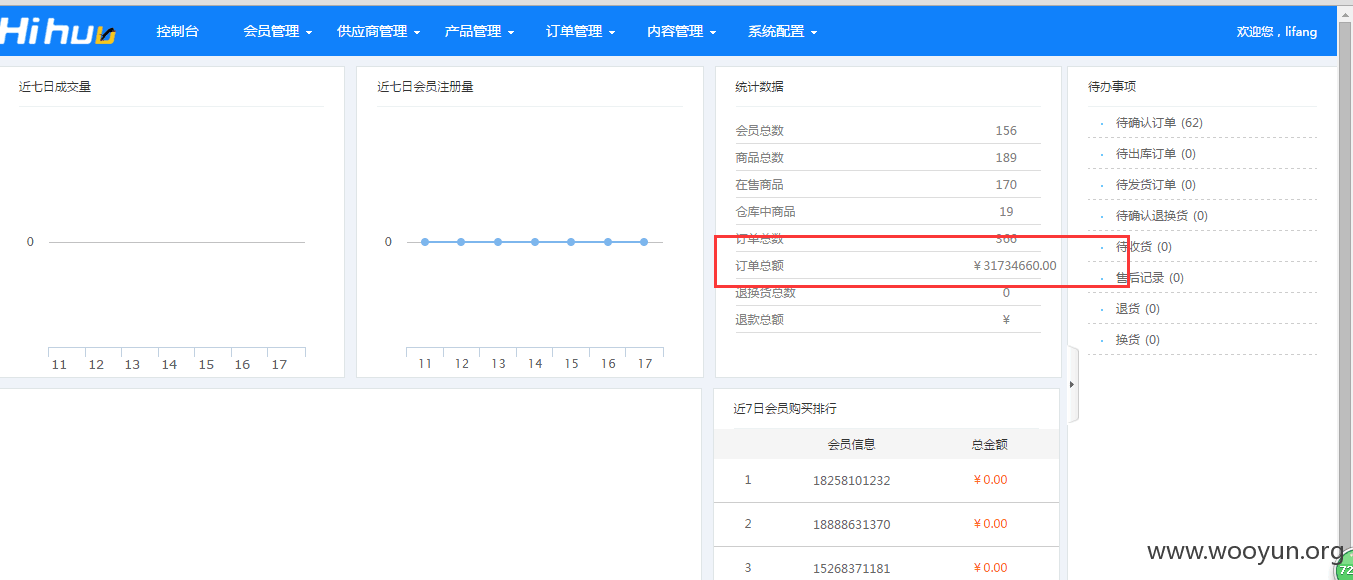 Hihuo 控制台 会员管理 供应商管理 产品管理 订单管理 内容管理 系统配置 欢迎您，lifang
近七日成交量
0
11 12 13 14 15 16 17
近七日会员注册量
0
11 12 13 14 15 16 17
统计数据
会员总数 156
商品总数 189
在售商品 170
仓库中商品 19
订单总数 366
订单总额 ￥31734660.00
退换货总数 0
退款总额 ￥
待办事项
待确认订单 (62)
待出库订单 (0)
待发货订单 (0)
待确认退换货 (0)
待收货 (0)
售后记录 (0)
退货 (0)
换货 (0)
近7日会员购买排行
会员信息 总金额
1 18258101232 ￥0.00
2 18888631370 ￥0.00
3 15268371181 ￥0.00
www.wooyun.org
72